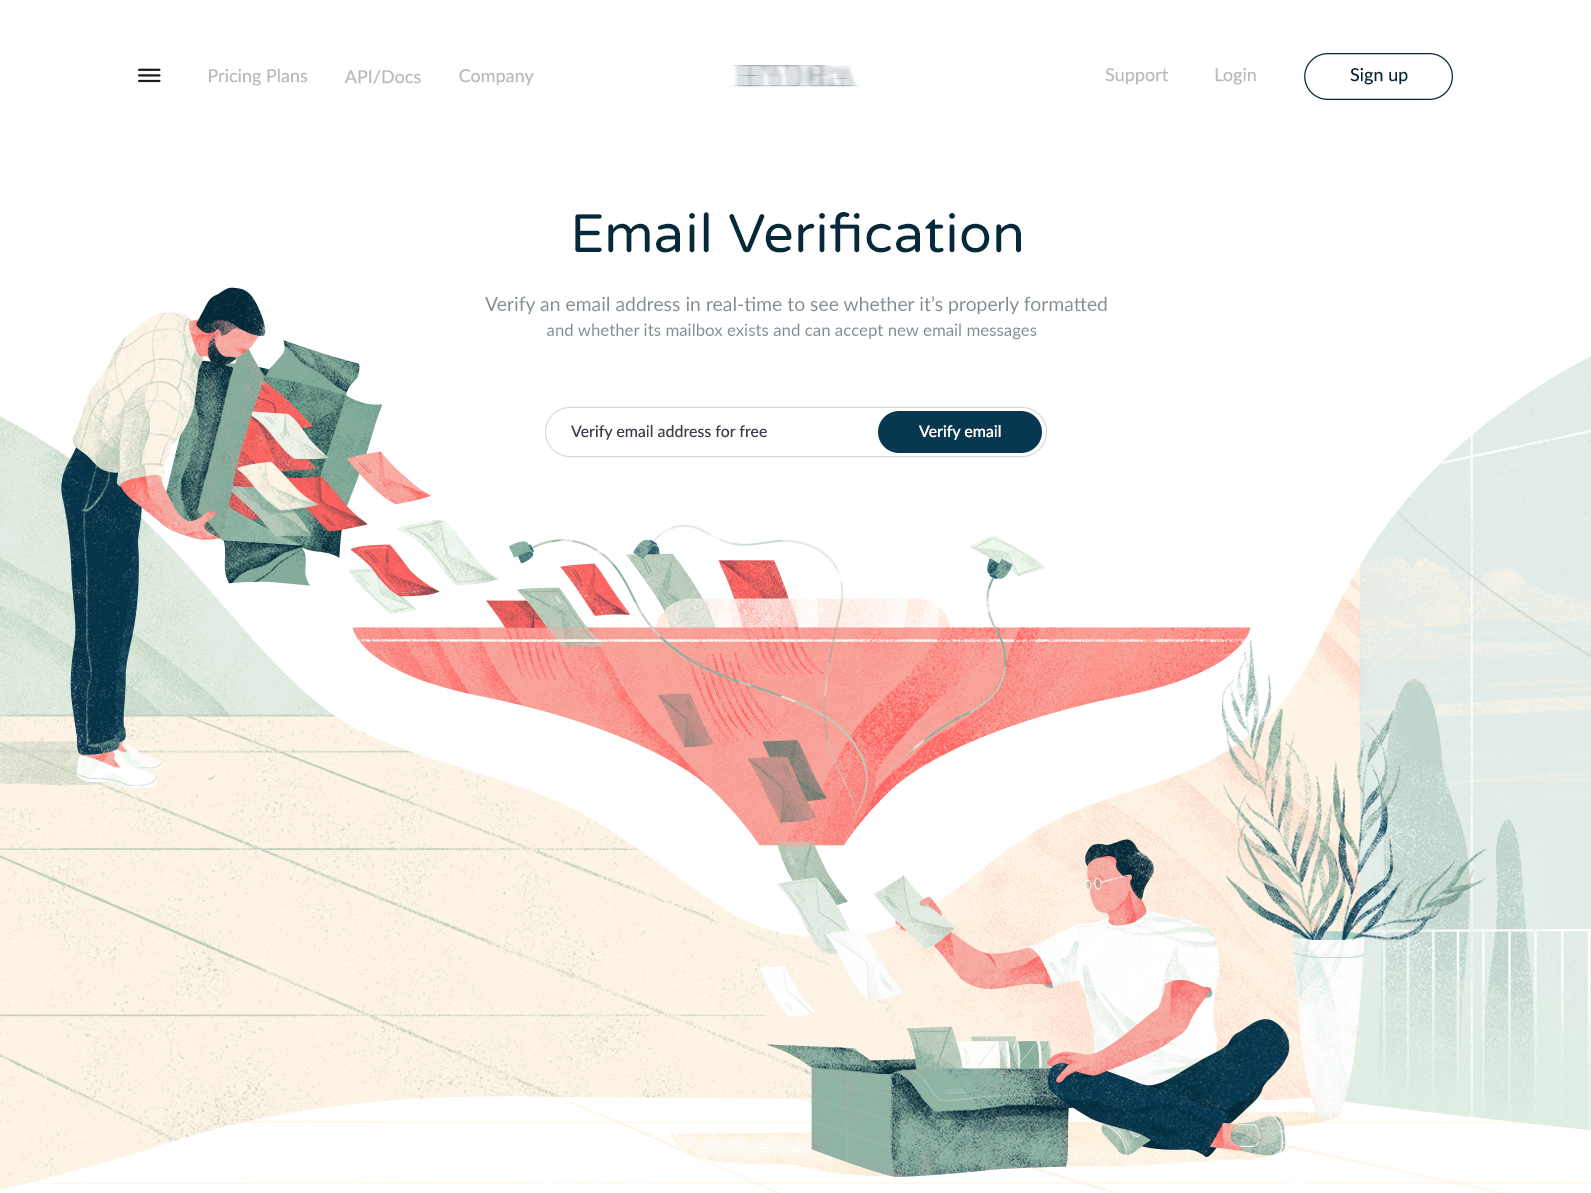 Pricing Plans
API/Docs
Company
Support
Login
Sign up
Email Verification
Verify an email address in real-time to see whether it's properly formatted
and whether its mailbox exists and can accept new email messages
Verify email address for free
Verify email